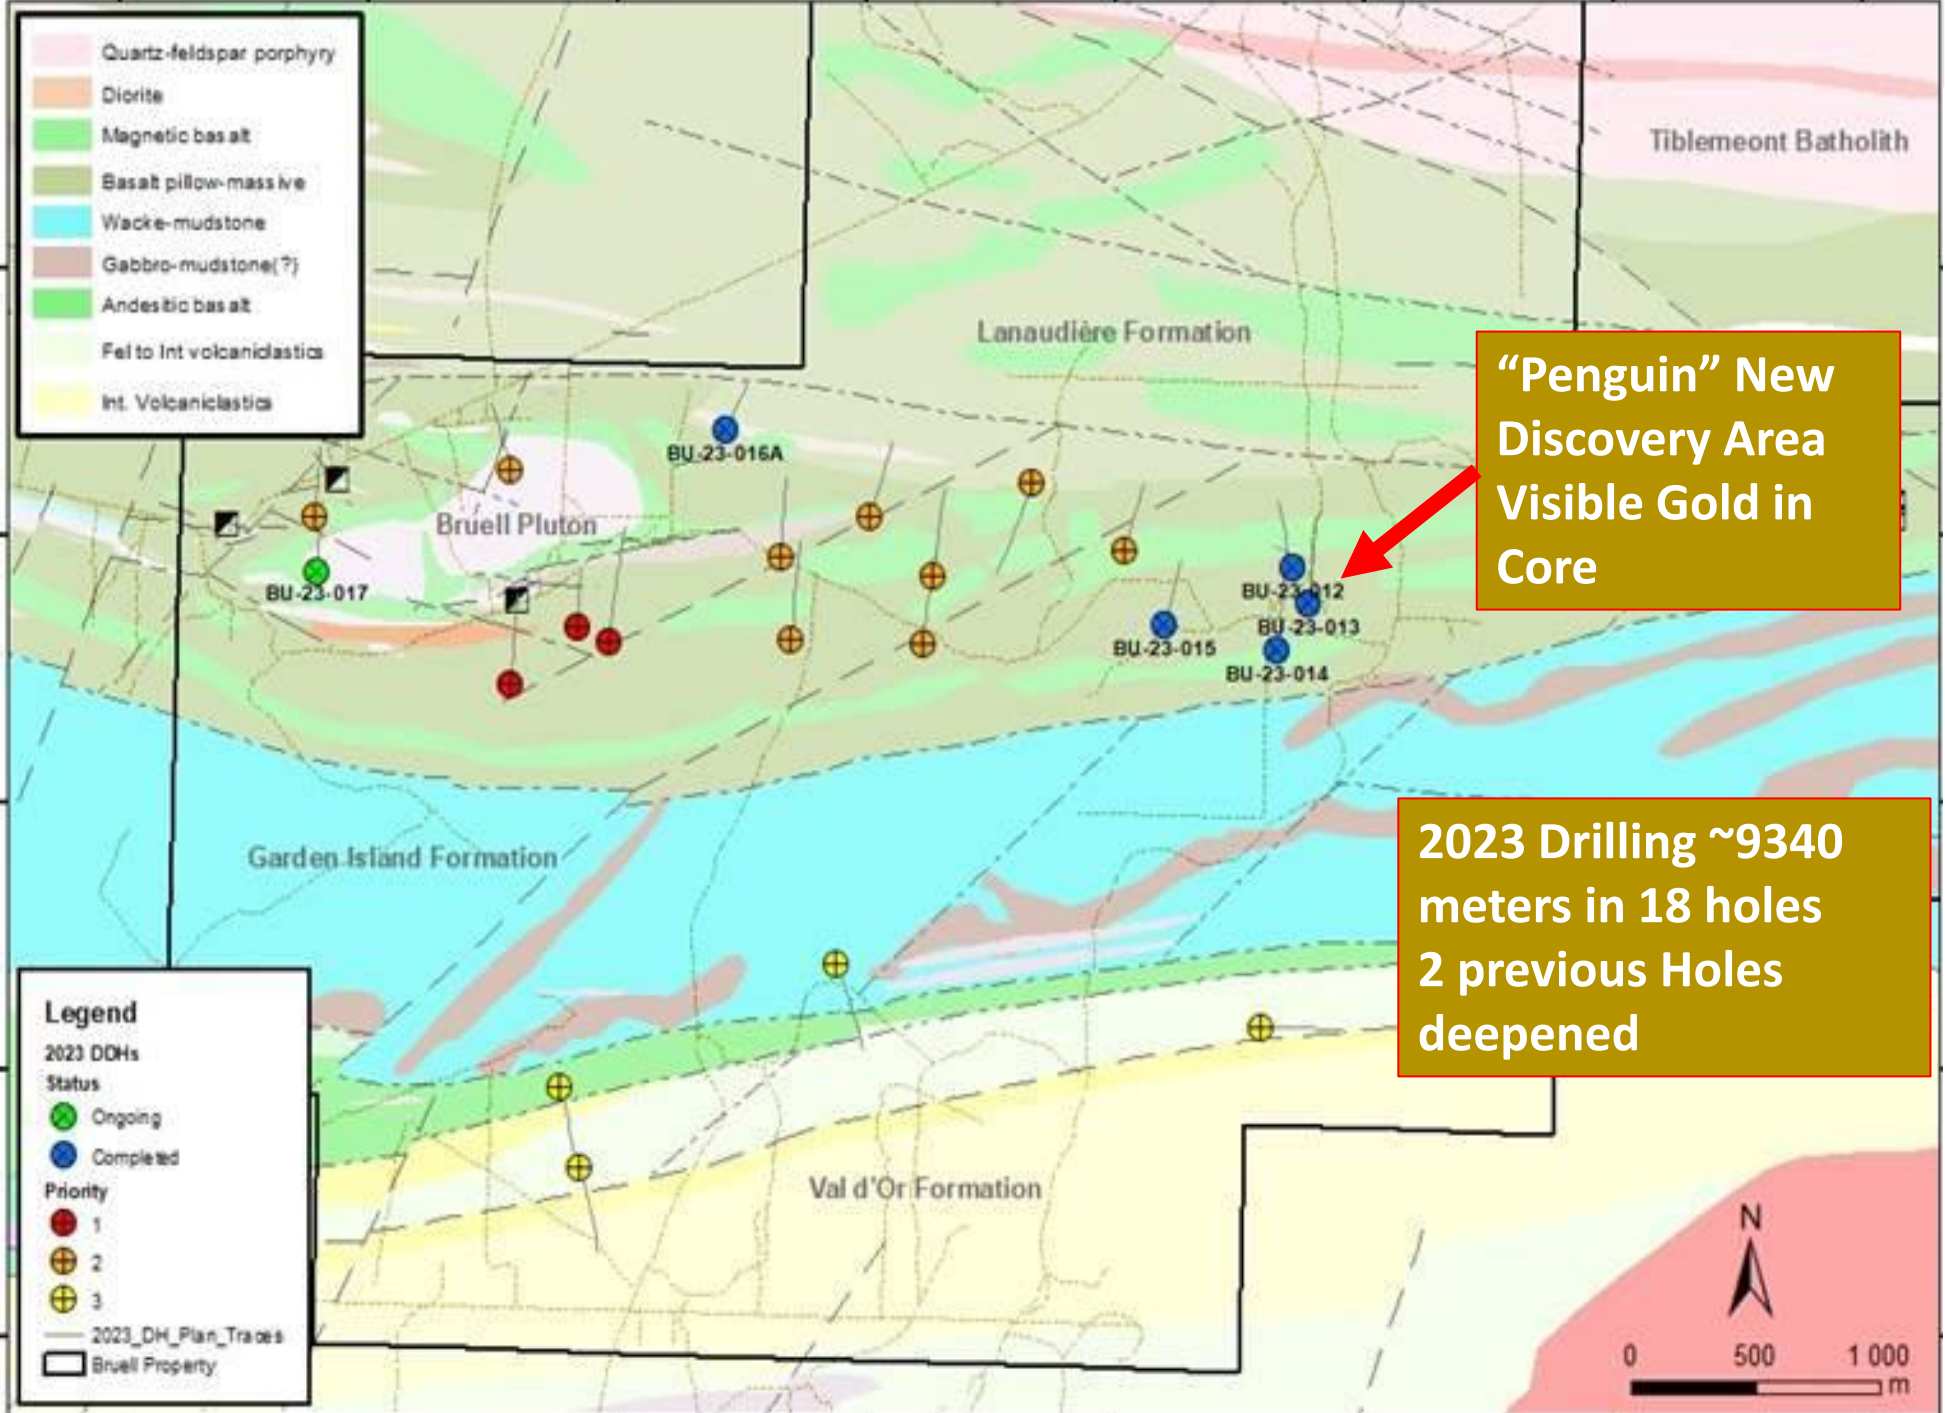 Quartz-feldspar porphyry
Diorite
Magnetic basalt
Basalt pillow-massive
Wacke-mudstone
Gabbro-mudstone(?)
Andesitic basalt
Fel to Int volcaniclastics
Int. Volcaniclastics
Tiblemeont Batholith
Lanaudière Formation
“Penguin” New
Discovery Area
Visible Gold in
Core
BU-23-016A
Bruell Pluton
BU-23-017
BU-23-012
BU-23-013
BU-23-015
BU-23-014
2023 Drilling ~9340
meters in 18 holes
2 previous Holes
deepened
Garden Island Formation
Val d'Or Formation
Legend
2023 DDHs
Status
Ongoing
Completed
Priority
1
2
3
2023_DH_Plan_Traces
Bruell Property
N
0 500 1 000
m